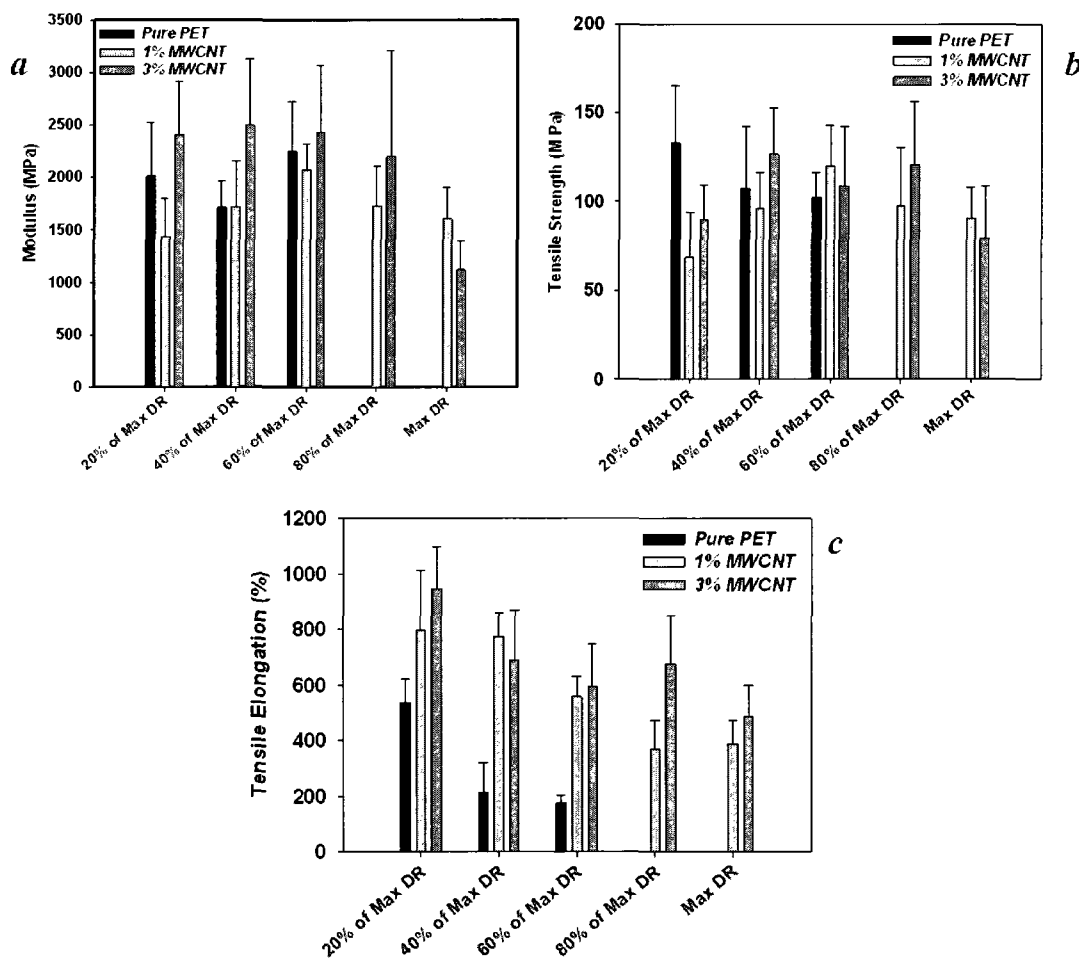 a
Modulus (MPa)
3500
3000
2500
2000
1500
1000
500
0
Pure PET
1% MWCNT
3% MWCNT
20% of Max DR
40% of Max DR
60% of Max DR
80% of Max DR
Max DR
b
Tensile Strength (MPa)
200
150
100
50
0
Pure PET
1% MWCNT
3% MWCNT
20% of Max DR
40% of Max DR
60% of Max DR
80% of Max DR
Max DR
c
Tensile Elongation (%)
1200
1000
800
600
400
200
0
Pure PET
1% MWCNT
3% MWCNT
20% of Max DR
40% of Max DR
60% of Max DR
80% of Max DR
Max DR